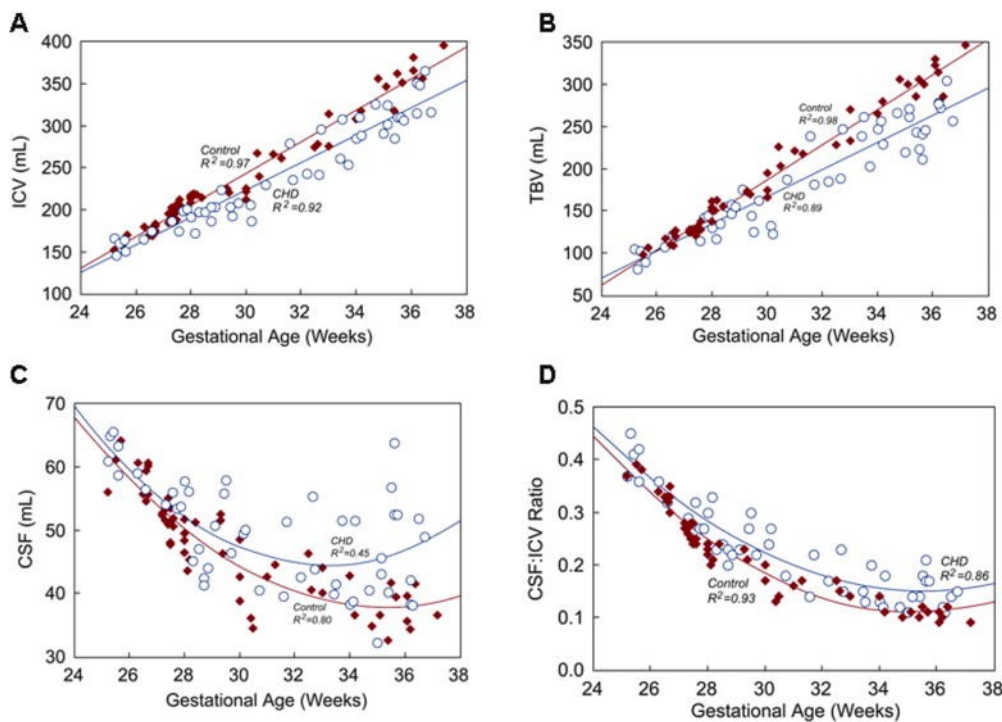 A
400
350
300
250
200
150
100
ICV (mL)
Control
R²=0.97
CHD
R²=0.92
24 26 28 30 32 34 36 38
Gestational Age (Weeks)
B
350
300
250
200
150
100
50
TBV (mL)
Control
R²=0.98
CHD
R²=0.89
24 26 28 30 32 34 36 38
Gestational Age (Weeks)
C
70
60
50
40
30
CSF (mL)
CHD
R²=0.45
Control
R²=0.80
24 26 28 30 32 34 36 38
Gestational Age (Weeks)
D
0.5
0.4
0.3
0.2
0.1
0.0
CSF:ICV Ratio
Control
R²=0.93
CHD
R²=0.86
24 26 28 30 32 34 36 38
Gestational Age (Weeks)